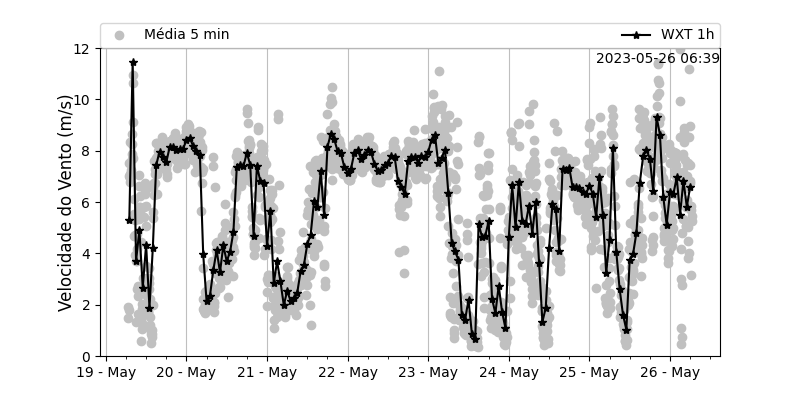 Média 5 min
WXT 1h
2023-05-26 06:39
Velocidade do Vento (m/s)
12
10
8
6
4
2
0
19 - May
20 - May
21 - May
22 - May
23 - May
24 - May
25 - May
26 - May